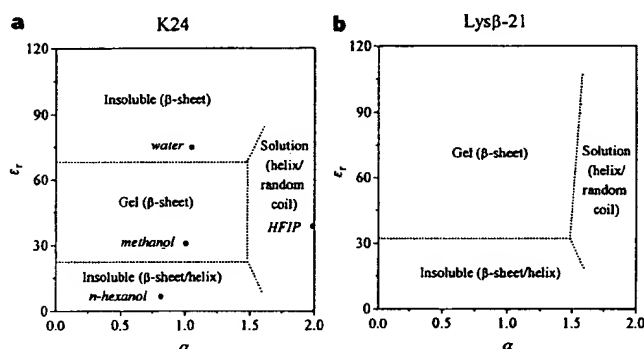 a
K24
120
90
60
30
0
εr
Insoluble (β-sheet)
water
Gel (β-sheet)
methanol
Insoluble (β-sheet/helix)
n-hexanol
Solution
(helix/
random
coil)
HFIP
0.0 0.5 1.0 1.5 2.0
α
b
Lysβ-21
120
90
60
30
0
εr
Gel (β-sheet)
Insoluble (β-sheet/helix)
Solution
(helix/
random
coil)
0.0 0.5 1.0 1.5 2.0
α